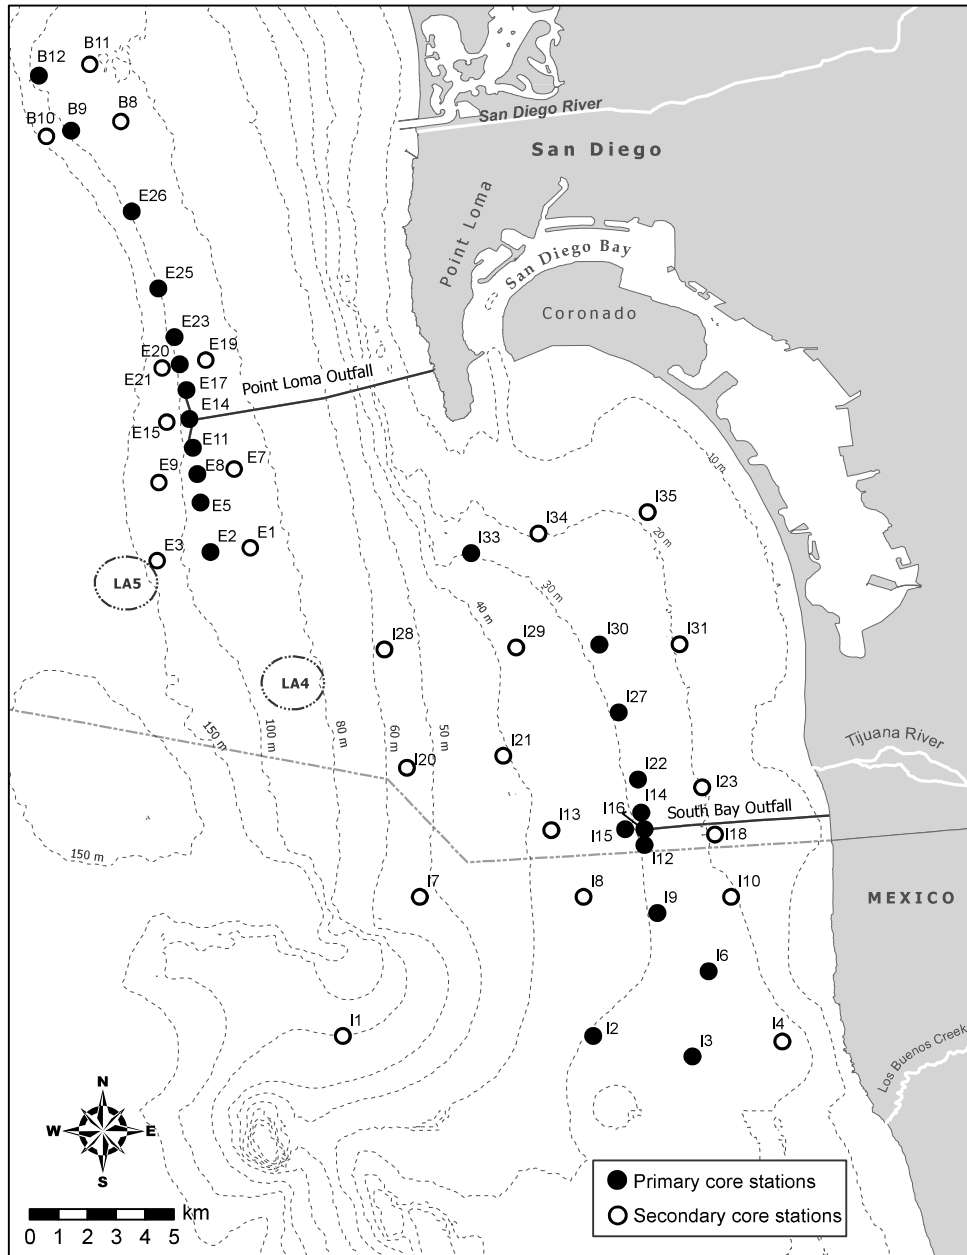 B11
B12
B8
B9
B10
San Diego River
San Diego
E26
Point Loma
San Diego Bay
E25
Coronado
E23
E20
E19
E21
Point Loma Outfall
E17
E14
E15
E11
E9
E8
E7
10 m
E5
I35
I34
20 m
E3
E2
E1
I33
LA5
30 m
40 m
I28
I29
I30
I31
LA4
I27
150 m
100 m
80 m
60 m
50 m
Tijuana River
I21
I20
I22
I23
I14
I16
South Bay Outfall
I13
I15
I18
150 m
I12
I7
I8
I10
MEXICO
I9
I6
I1
I2
I4
I3
Los Buenos Creek
N
W
E
S
Primary core stations
Secondary core stations
km
0 1 2 3 4 5